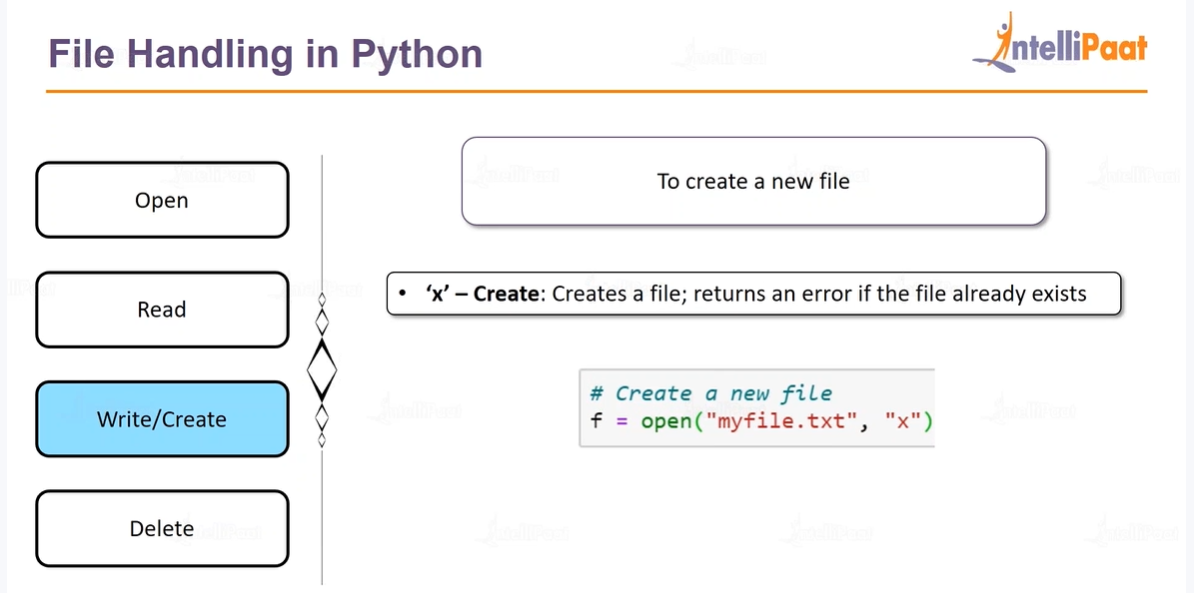 File Handling in Python
IntelliPaat
Open
Read
Write/Create
Delete
To create a new file
• ‘x’ – Create: Creates a file; returns an error if the file already exists
# Create a new file
f = open("myfile.txt", "x")